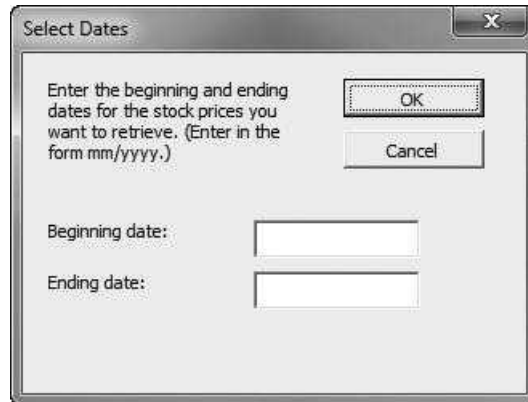 Select Dates
X
Enter the beginning and ending
dates for the stock prices you
want to retrieve. (Enter in the
form mm/yyyy.)
OK
Cancel
Beginning date:
Ending date: